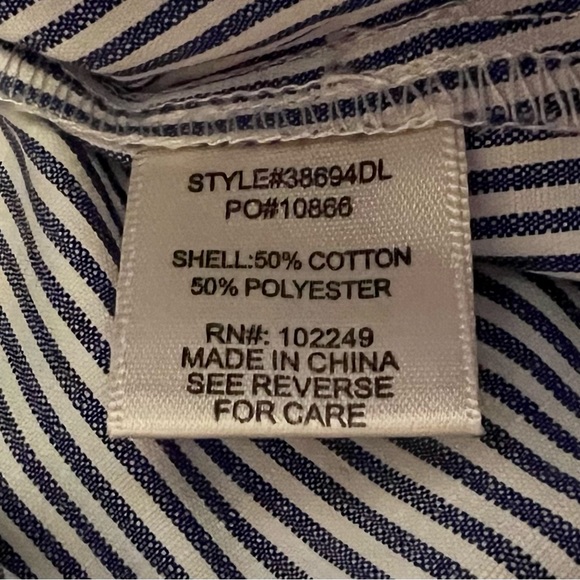 STYLE#38694DL
PO#10866
SHELL:50% COTTON
50% POLYESTER
RN#: 102249
MADE IN CHINA
SEE REVERSE
FOR CARE